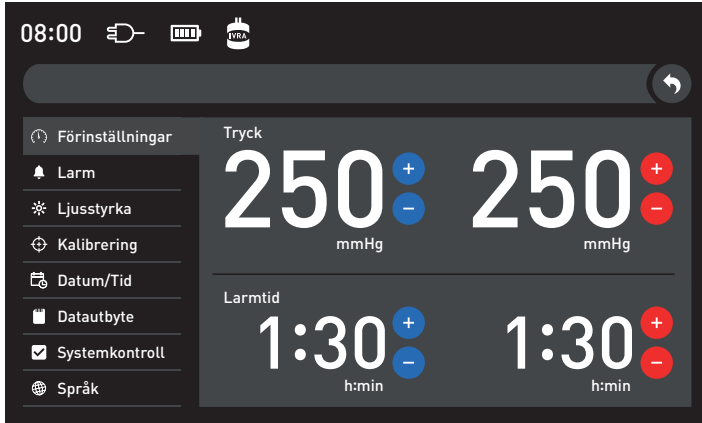 08:00
IVRA
Förinställningar
Larm
Ljusstyrka
Kalibrering
Datum/Tid
Datautbyte
Systemkontroll
Språk
Tryck
250 + − 250 + −
mmHg mmHg
Larmtid
1:30 + − 1:30 + −
h:min h:min